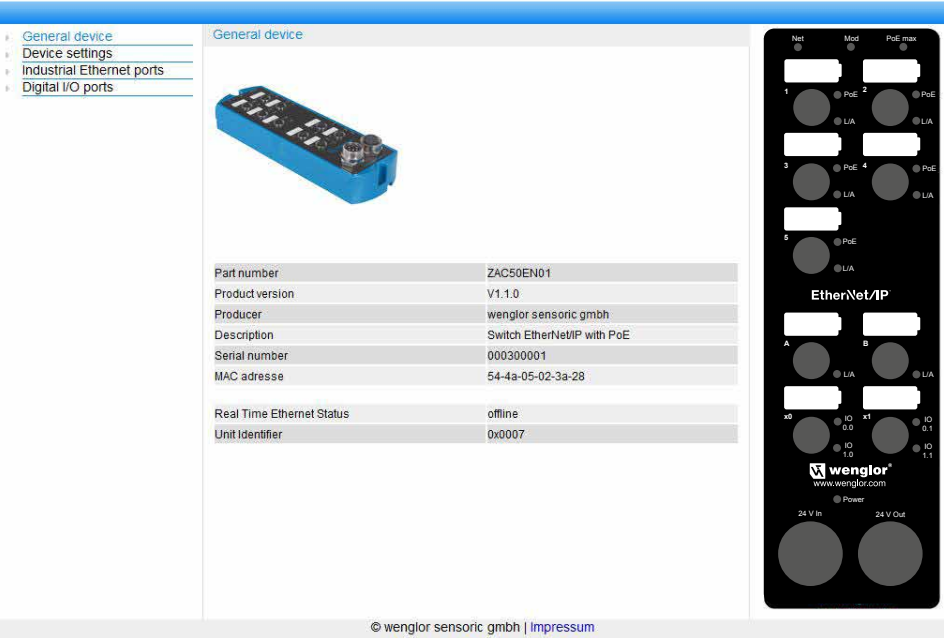 General device
Device settings
Industrial Ethernet ports
Digital I/O ports
General device
Part number ZAC50EN01
Product version V1.1.0
Producer wenglor sensoric gmbh
Description Switch EtherNet/IP with PoE
Serial number 000300001
MAC adresse 54-4a-05-02-3a-28
Real Time Ethernet Status offline
Unit Identifier 0x0007
Net Mod PoE max
1 PoE 2 PoE
L/A L/A
3 PoE 4 PoE
L/A L/A
5 PoE
L/A
EtherNet/IP
A B
L/A L/A
x0 IO x1 IO
0.0 0.1
IO IO
1.0 1.1
wenglor®
www.wenglor.com
Power
24 V In 24 V Out
© wenglor sensoric gmbh | Impressum